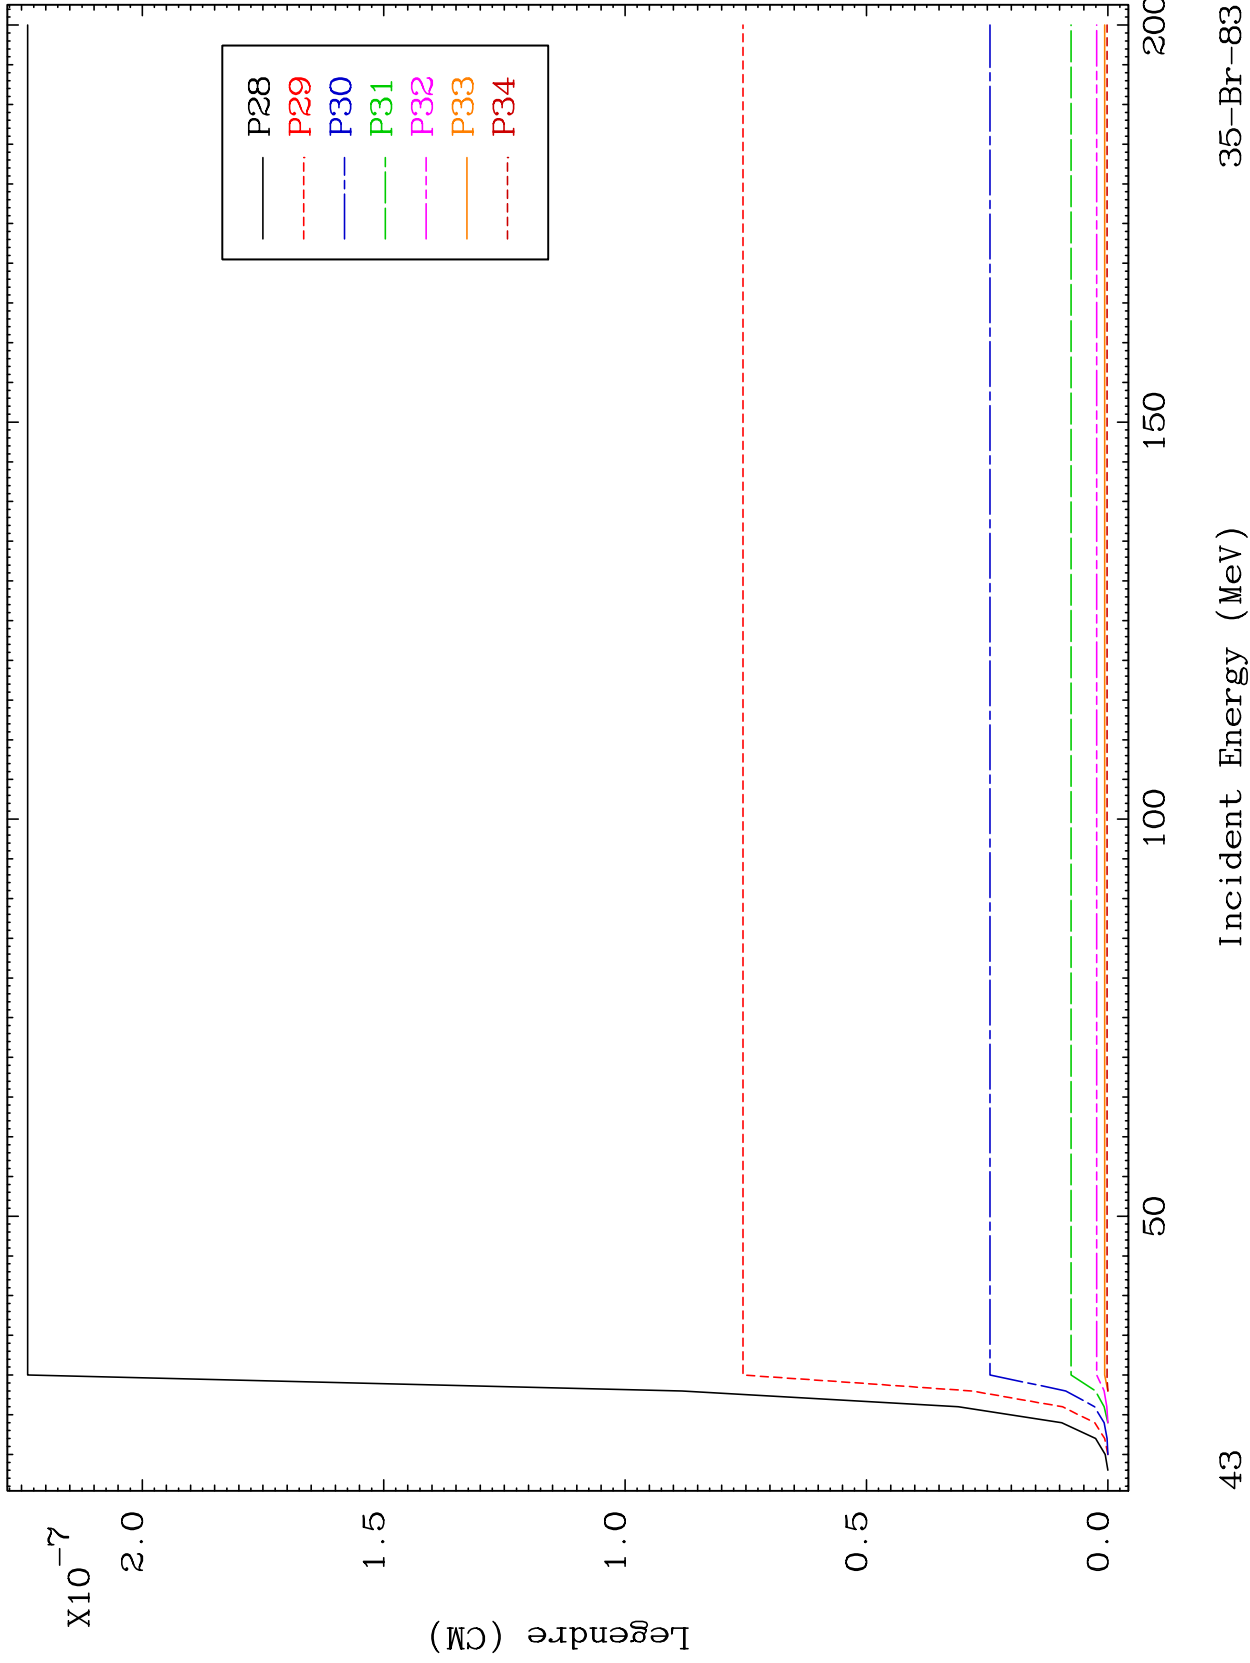 X10-7
2.0
1.5
1.0
0.5
0.0
Legendre (CM)
P28
P29
P30
P31
P32
P33
P34
50
100
150
200
Incident Energy (MeV)
43
35-Br-83